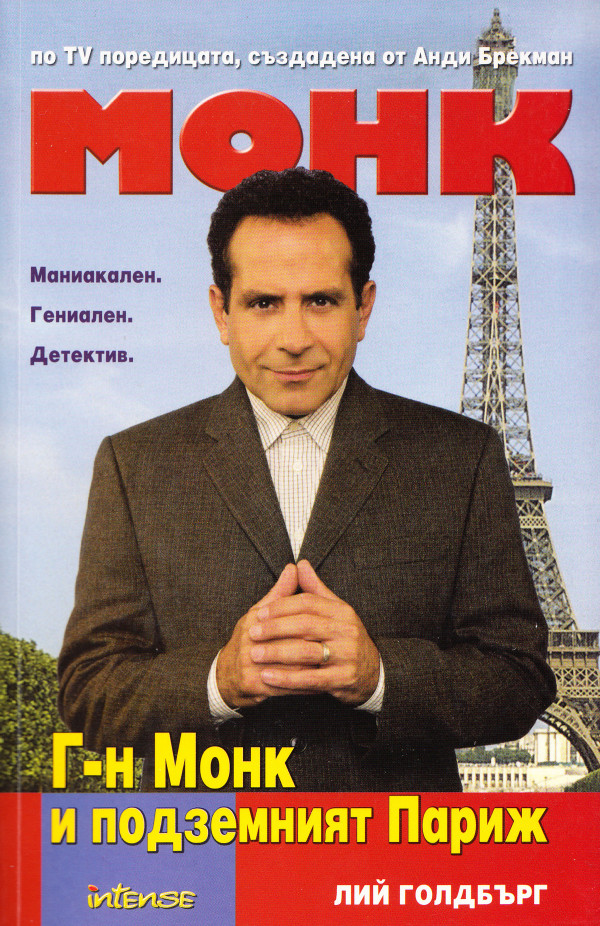 по TV поредицата, създадена от Анди Брекман
МОНК
Маниакален.
Гениален.
Детектив.
Г-н Монк
и подземният Париж
intENSE
ЛИЙ ГОЛДБЪРГ